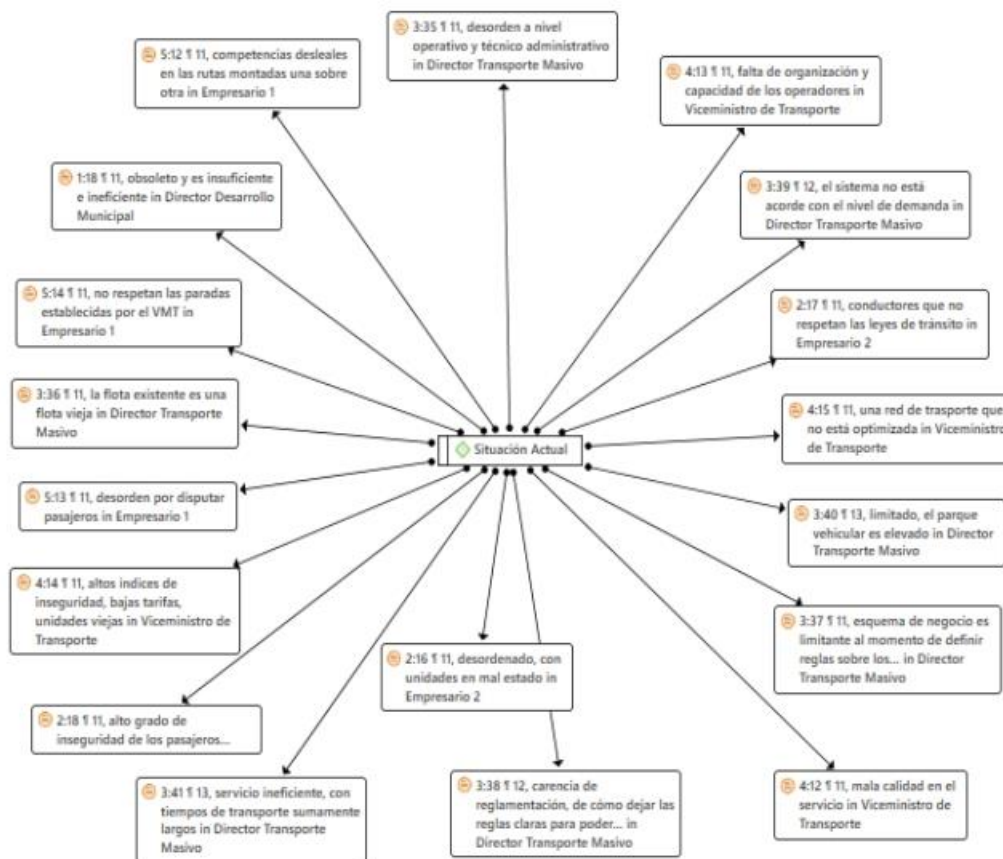 3:35 ¶ 11, desorden a nivel
operativo y técnico administrativo
in Director Transporte Masivo
5:12 ¶ 11, competencias desleales
en las rutas montadas una sobre
otra in Empresario 1
4:13 ¶ 11, falta de organización y
capacidad de los operadores in
Viceministro de Transporte
1:18 ¶ 11, obsoleto y es insuficiente
e ineficiente in Director Desarrollo
Municipal
3:39 ¶ 12, el sistema no está
acorde con el nivel de demanda in
Director Transporte Masivo
5:14 ¶ 11, no respetan las paradas
establecidas por el VMT in
Empresario 1
2:17 ¶ 11, conductores que no
respetan las leyes de tránsito in
Empresario 2
3:36 ¶ 11, la flota existente es una
flota vieja in Director Transporte
Masivo
4:15 ¶ 11, una red de trasporte que
no está optimizada in Viceministro
de Transporte
Situación Actual
5:13 ¶ 11, desorden por disputar
pasajeros in Empresario 1
3:40 ¶ 13, limitado, el parque
vehicular es elevado in Director
Transporte Masivo
4:14 ¶ 11, altos indices de
inseguridad, bajas tarifas,
unidades viejas in Viceministro de
Transporte
3:37 ¶ 11, esquema de negocio es
limitante al momento de definir
reglas sobre los... in Director
Transporte Masivo
2:16 ¶ 11, desordenado, con
unidades en mal estado in
Empresario 2
2:18 ¶ 11, alto grado de
inseguridad de los pasajeros...
3:41 ¶ 13, servicio ineficiente, con
tiempos de transporte sumamente
largos in Director Transporte
Masivo
3:38 ¶ 12, carencia de
reglamentación, de cómo dejar las
reglas claras para poder... in
Director Transporte Masivo
4:12 ¶ 11, mala calidad en el
servicio in Viceministro de
Transporte